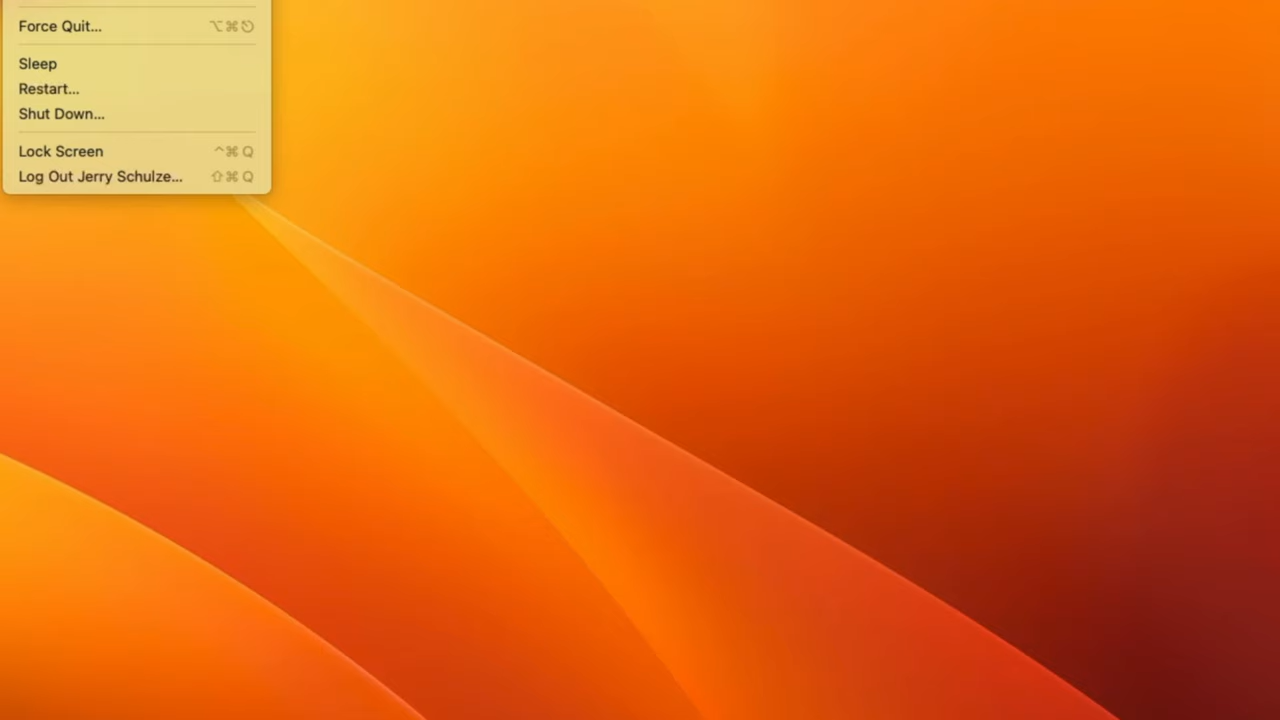 Force Quit... ⌥⌘⎋
Sleep
Restart...
Shut Down...
Lock Screen ^⌘Q
Log Out Jerry Schulze... ⇧⌘Q